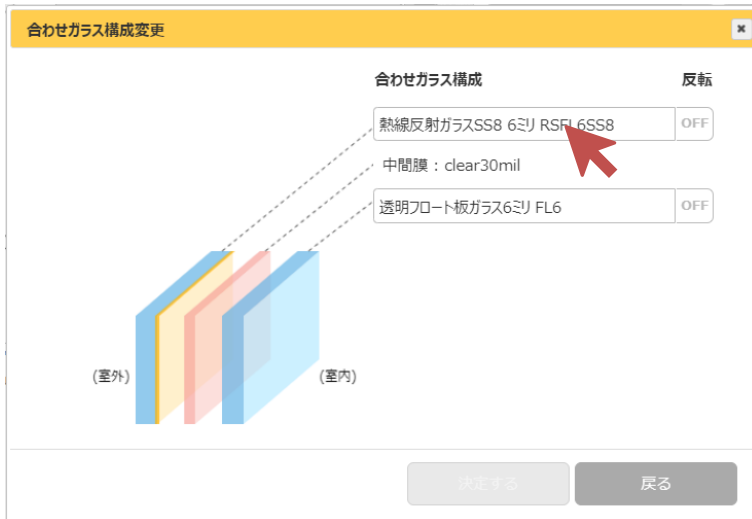 合わせガラス構成変更
合わせガラス構成 反転
熱線反射ガラスSS8 6ミリ RSFL6SS8 OFF
中間膜：clear30mil
透明フロート板ガラス6ミリ FL6 OFF
(室外) (室内)
決定する 戻る